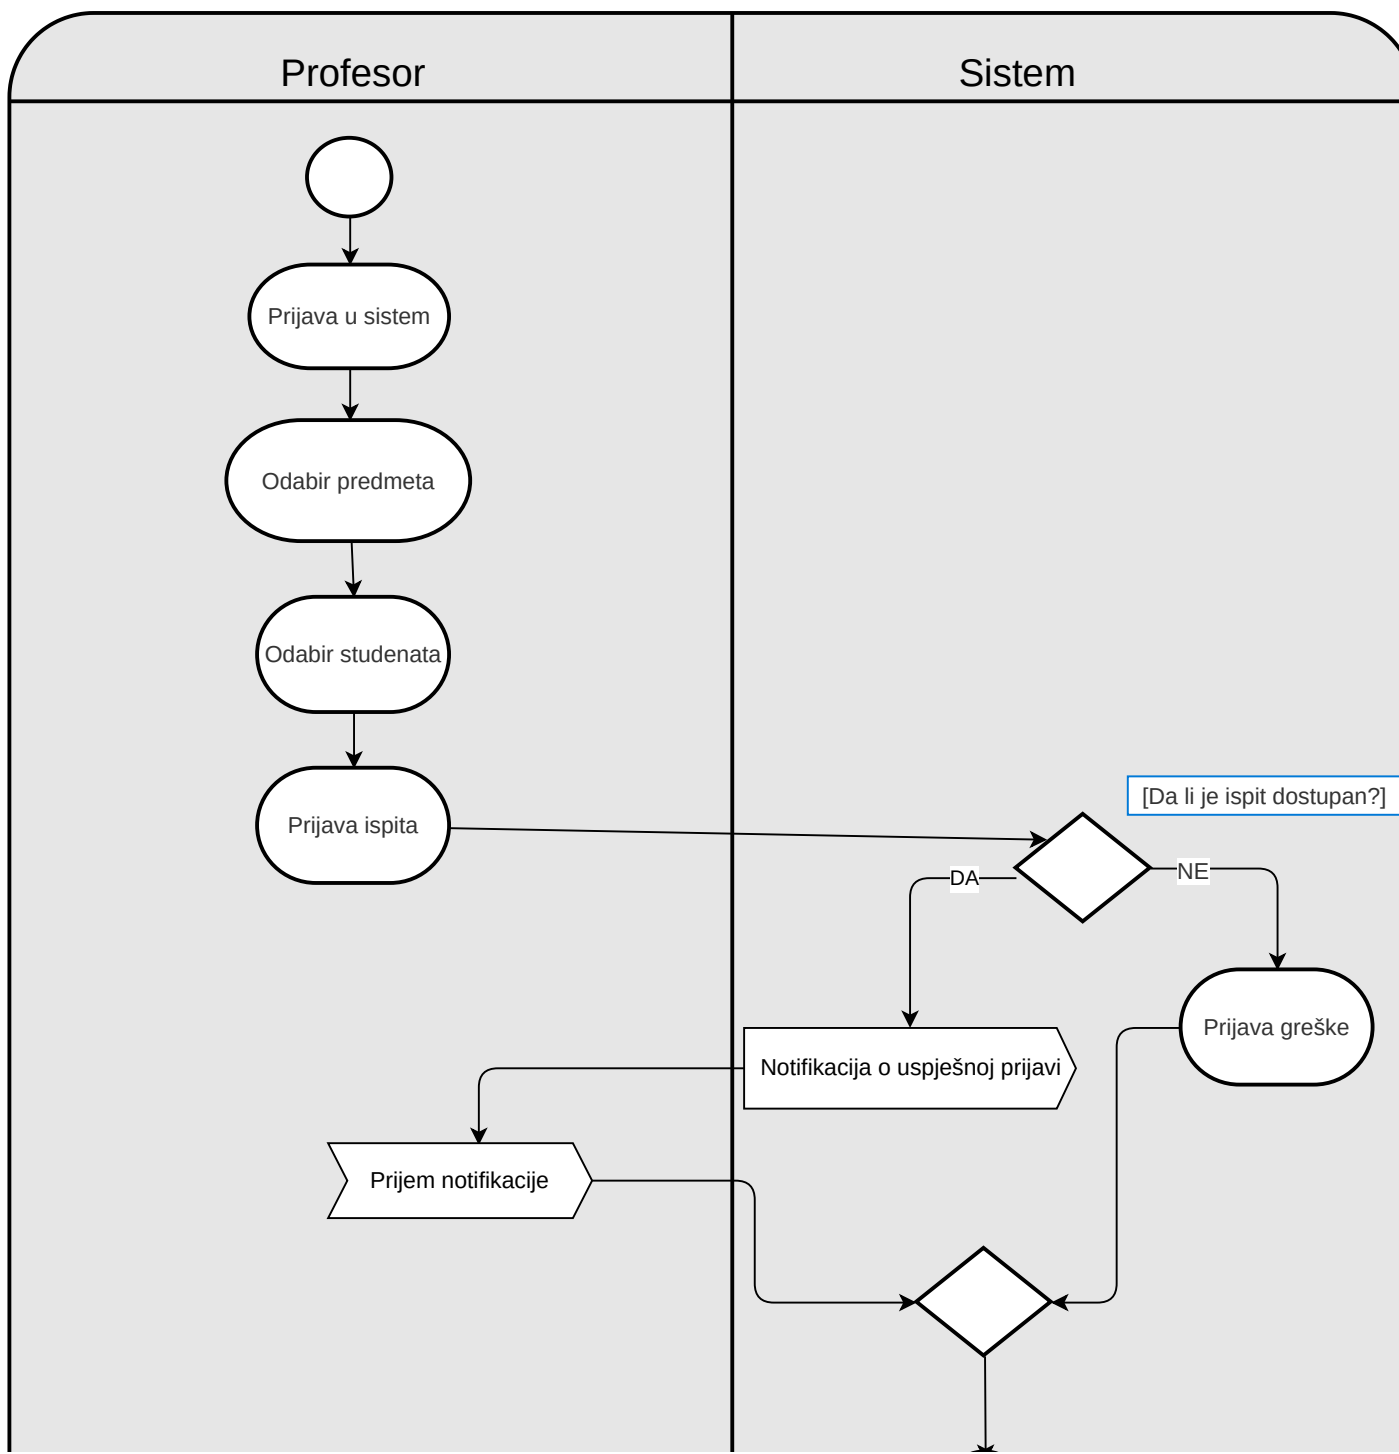 Profesor
Sistem
Prijava u sistem
Odabir predmeta
Odabir studenata
Prijava ispita
[Da li je ispit dostupan?]
DA
NE
Prijava greške
Notifikacija o uspješnoj prijavi
Prijem notifikacije